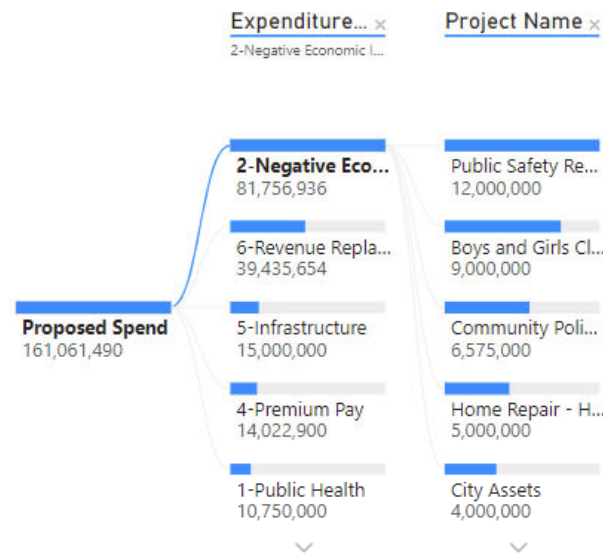 Expenditure... ×
Project Name ×
2-Negative Economic I...
2-Negative Eco...
81,756,936
Public Safety Re...
12,000,000
6-Revenue Repla...
39,435,654
Boys and Girls Cl...
9,000,000
Proposed Spend
161,061,490
5-Infrastructure
15,000,000
Community Poli...
6,575,000
4-Premium Pay
14,022,900
Home Repair - H...
5,000,000
1-Public Health
10,750,000
City Assets
4,000,000